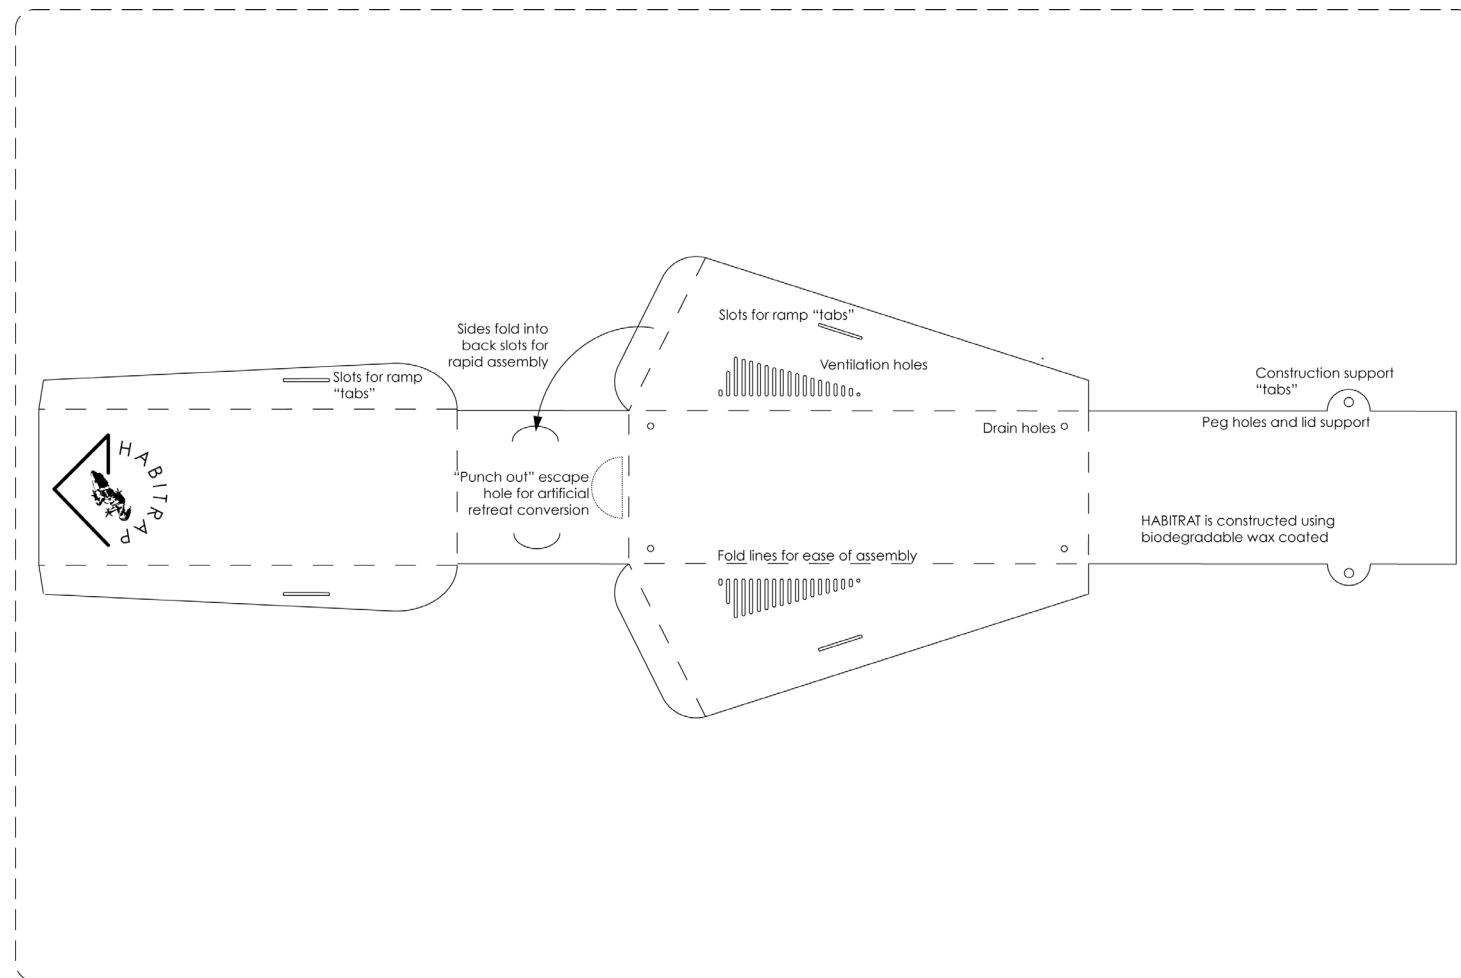 Sides fold into
back slots for
rapid assembly
Slots for ramp “tabs”
Ventilation holes
Slots for ramp
“tabs”
Construction support
“tabs”
Peg holes and lid support
Drain holes
HABITRAP
“Punch out” escape
hole for artificial
retreat conversion
HABITRAT is constructed using
biodegradable wax coated
Fold lines for ease of assembly